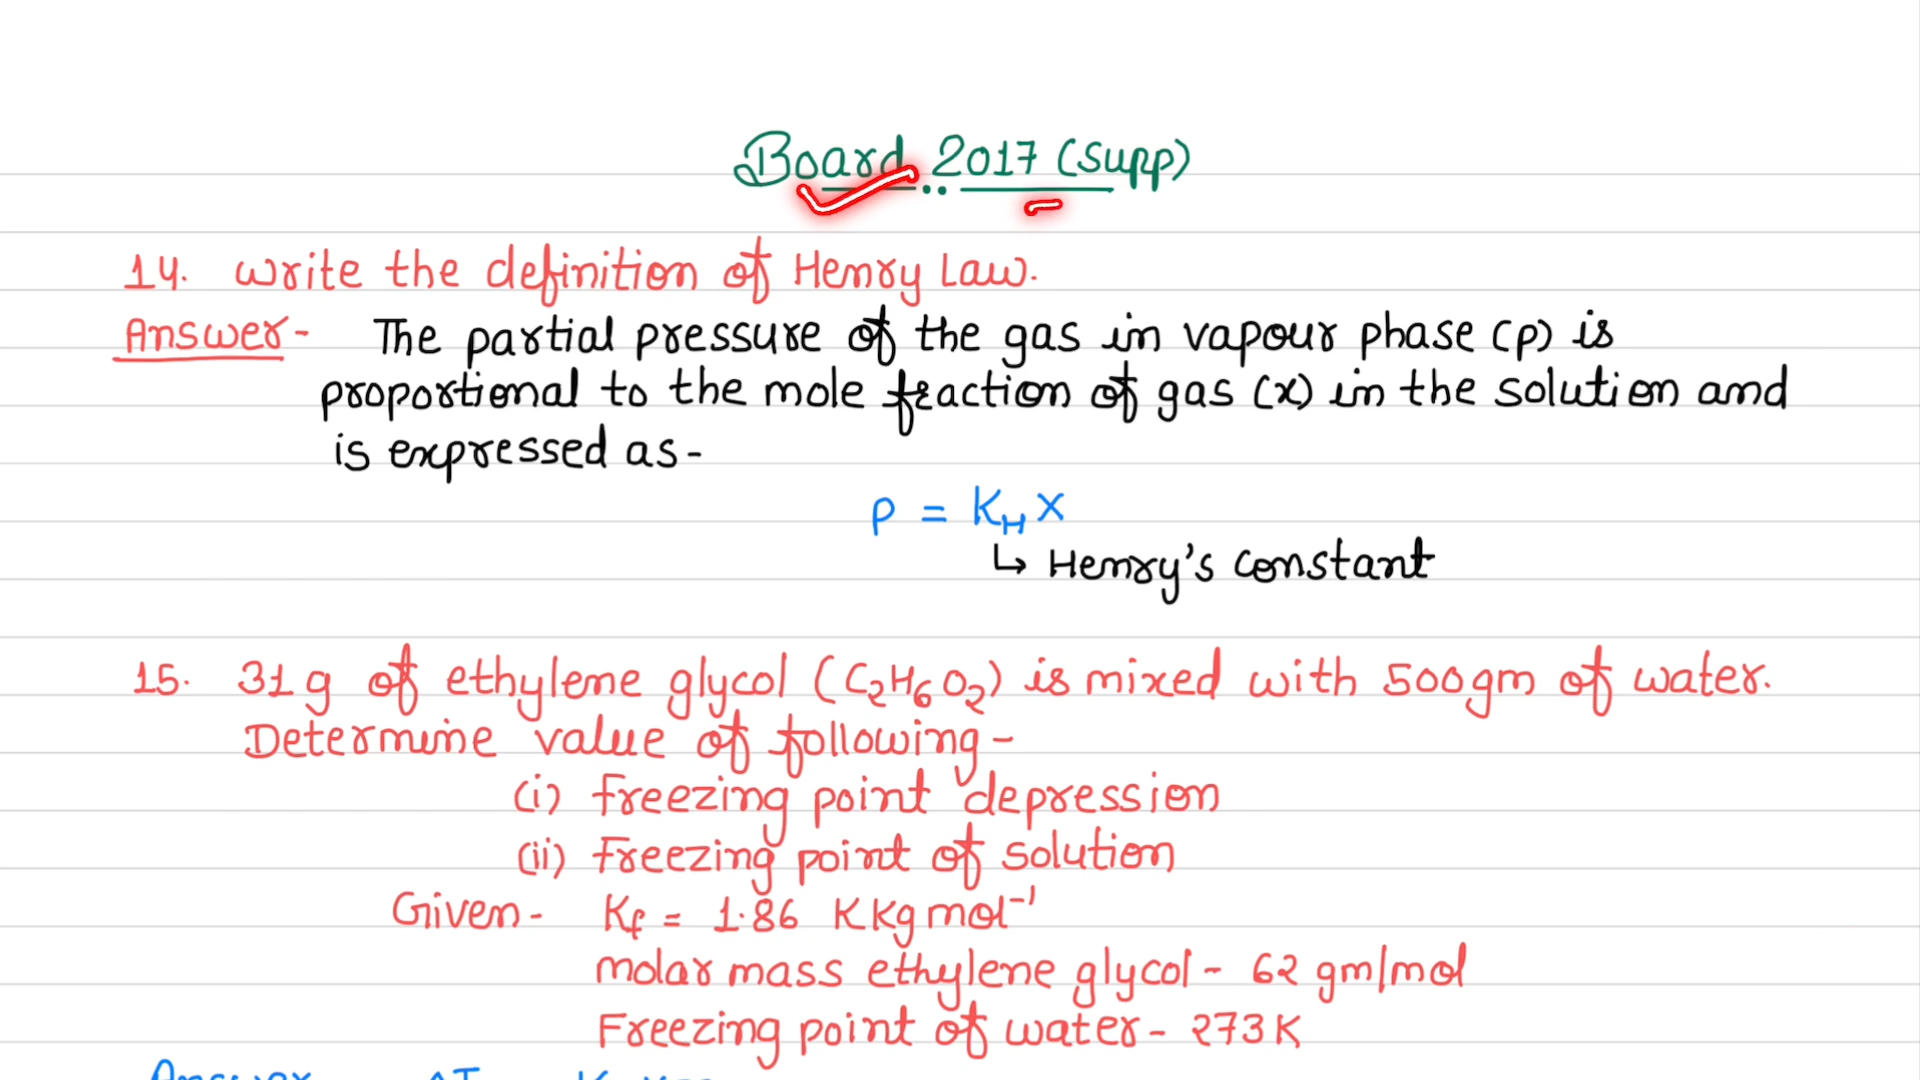 Board 2017 (Supp)
14. Write the definition of Henry Law.
Answer- The partial pressure of the gas in vapour phase (p) is
proportional to the mole fraction of gas (x) in the solution and
is expressed as-
P = K_H X
↳ Henry's constant
15. 31 g of ethylene glycol (C₂H₆O₂) is mixed with 500gm of water.
Determine value of following-
(i) freezing point depression
(ii) Freezing point of solution
Given- Kf = 1.86 K Kg mol⁻¹
molar mass ethylene glycol - 62 gm/mol
Freezing point of water - 273 K